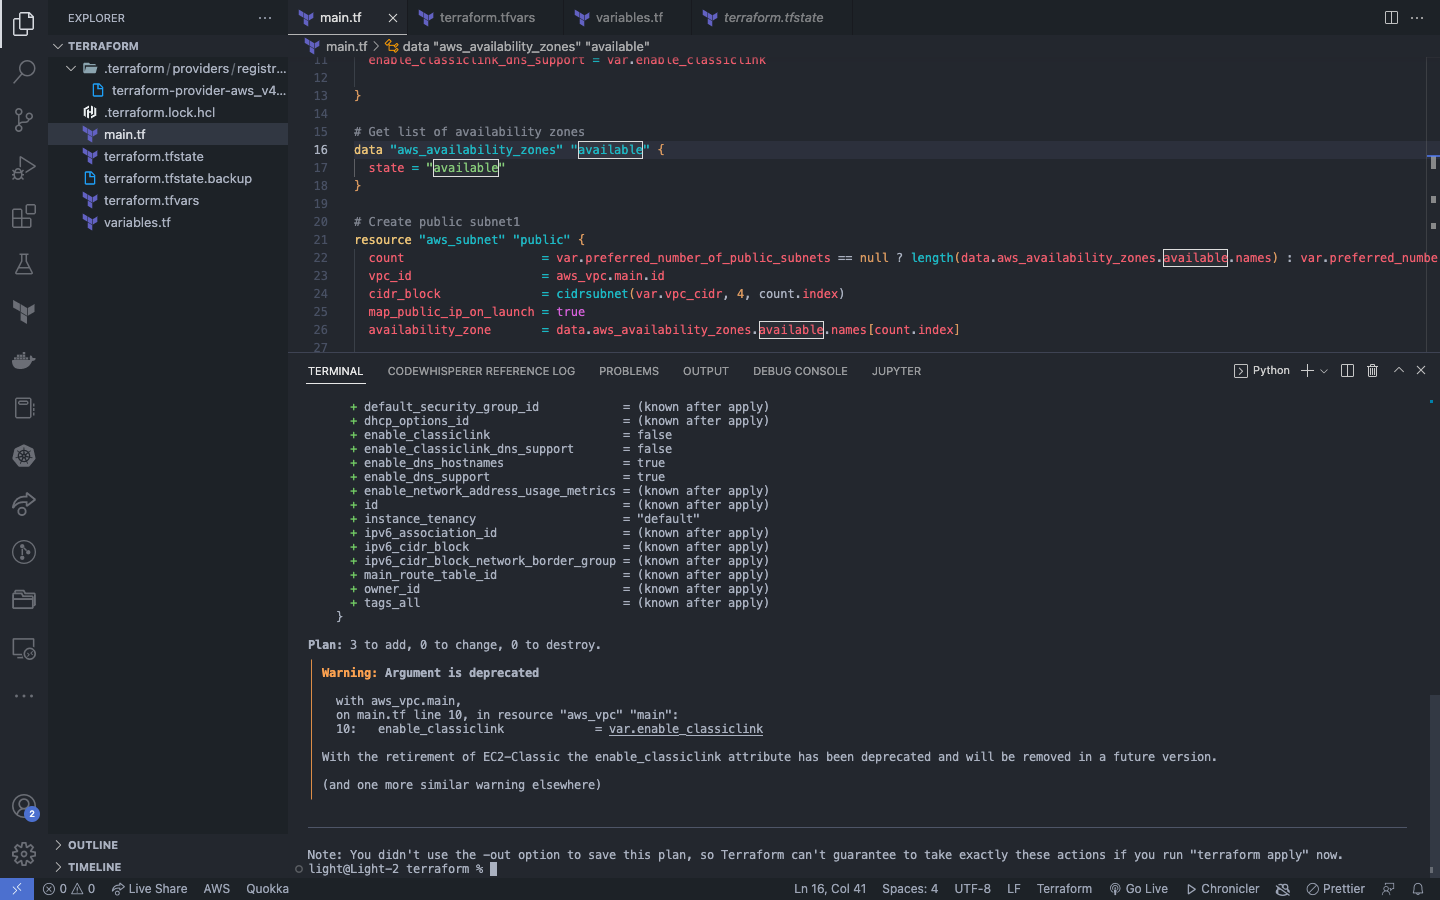 EXPLORER
TERRAFORM
.terraform/providers/registr...
terraform-provider-aws_v4...
.terraform.lock.hcl
main.tf
terraform.tfstate
terraform.tfstate.backup
terraform.tfvars
variables.tf
OUTLINE
TIMELINE
main.tf
terraform.tfvars
variables.tf
terraform.tfstate
main.tf > data "aws_availability_zones" "available"
11 enable_classiclink_dns_support = var.enable_classiclink
12
13 }
14
15 # Get list of availability zones
16 data "aws_availability_zones" "available" {
17 state = "available"
18 }
19
20 # Create public subnet1
21 resource "aws_subnet" "public" {
22 count = var.preferred_number_of_public_subnets == null ? length(data.aws_availability_zones.available.names) : var.preferred_numbe
23 vpc_id = aws_vpc.main.id
24 cidr_block = cidrsubnet(var.vpc_cidr, 4, count.index)
25 map_public_ip_on_launch = true
26 availability_zone = data.aws_availability_zones.available.names[count.index]
27
TERMINAL
CODEWHISPERER REFERENCE LOG
PROBLEMS
OUTPUT
DEBUG CONSOLE
JUPYTER
Python
+ default_security_group_id = (known after apply)
+ dhcp_options_id = (known after apply)
+ enable_classiclink = false
+ enable_classiclink_dns_support = false
+ enable_dns_hostnames = true
+ enable_dns_support = true
+ enable_network_address_usage_metrics = (known after apply)
+ id = (known after apply)
+ instance_tenancy = "default"
+ ipv6_association_id = (known after apply)
+ ipv6_cidr_block = (known after apply)
+ ipv6_cidr_block_network_border_group = (known after apply)
+ main_route_table_id = (known after apply)
+ owner_id = (known after apply)
+ tags_all = (known after apply)
}
Plan: 3 to add, 0 to change, 0 to destroy.
Warning: Argument is deprecated
with aws_vpc.main,
on main.tf line 10, in resource "aws_vpc" "main":
10: enable_classiclink = var.enable_classiclink
With the retirement of EC2-Classic the enable_classiclink attribute has been deprecated and will be removed in a future version.
(and one more similar warning elsewhere)
Note: You didn't use the -out option to save this plan, so Terraform can't guarantee to take exactly these actions if you run "terraform apply" now.
light@Light-2 terraform %
2
0 0 Live Share AWS Quokka
Ln 16, Col 41 Spaces: 4 UTF-8 LF Terraform Go Live Chronicler Prettier